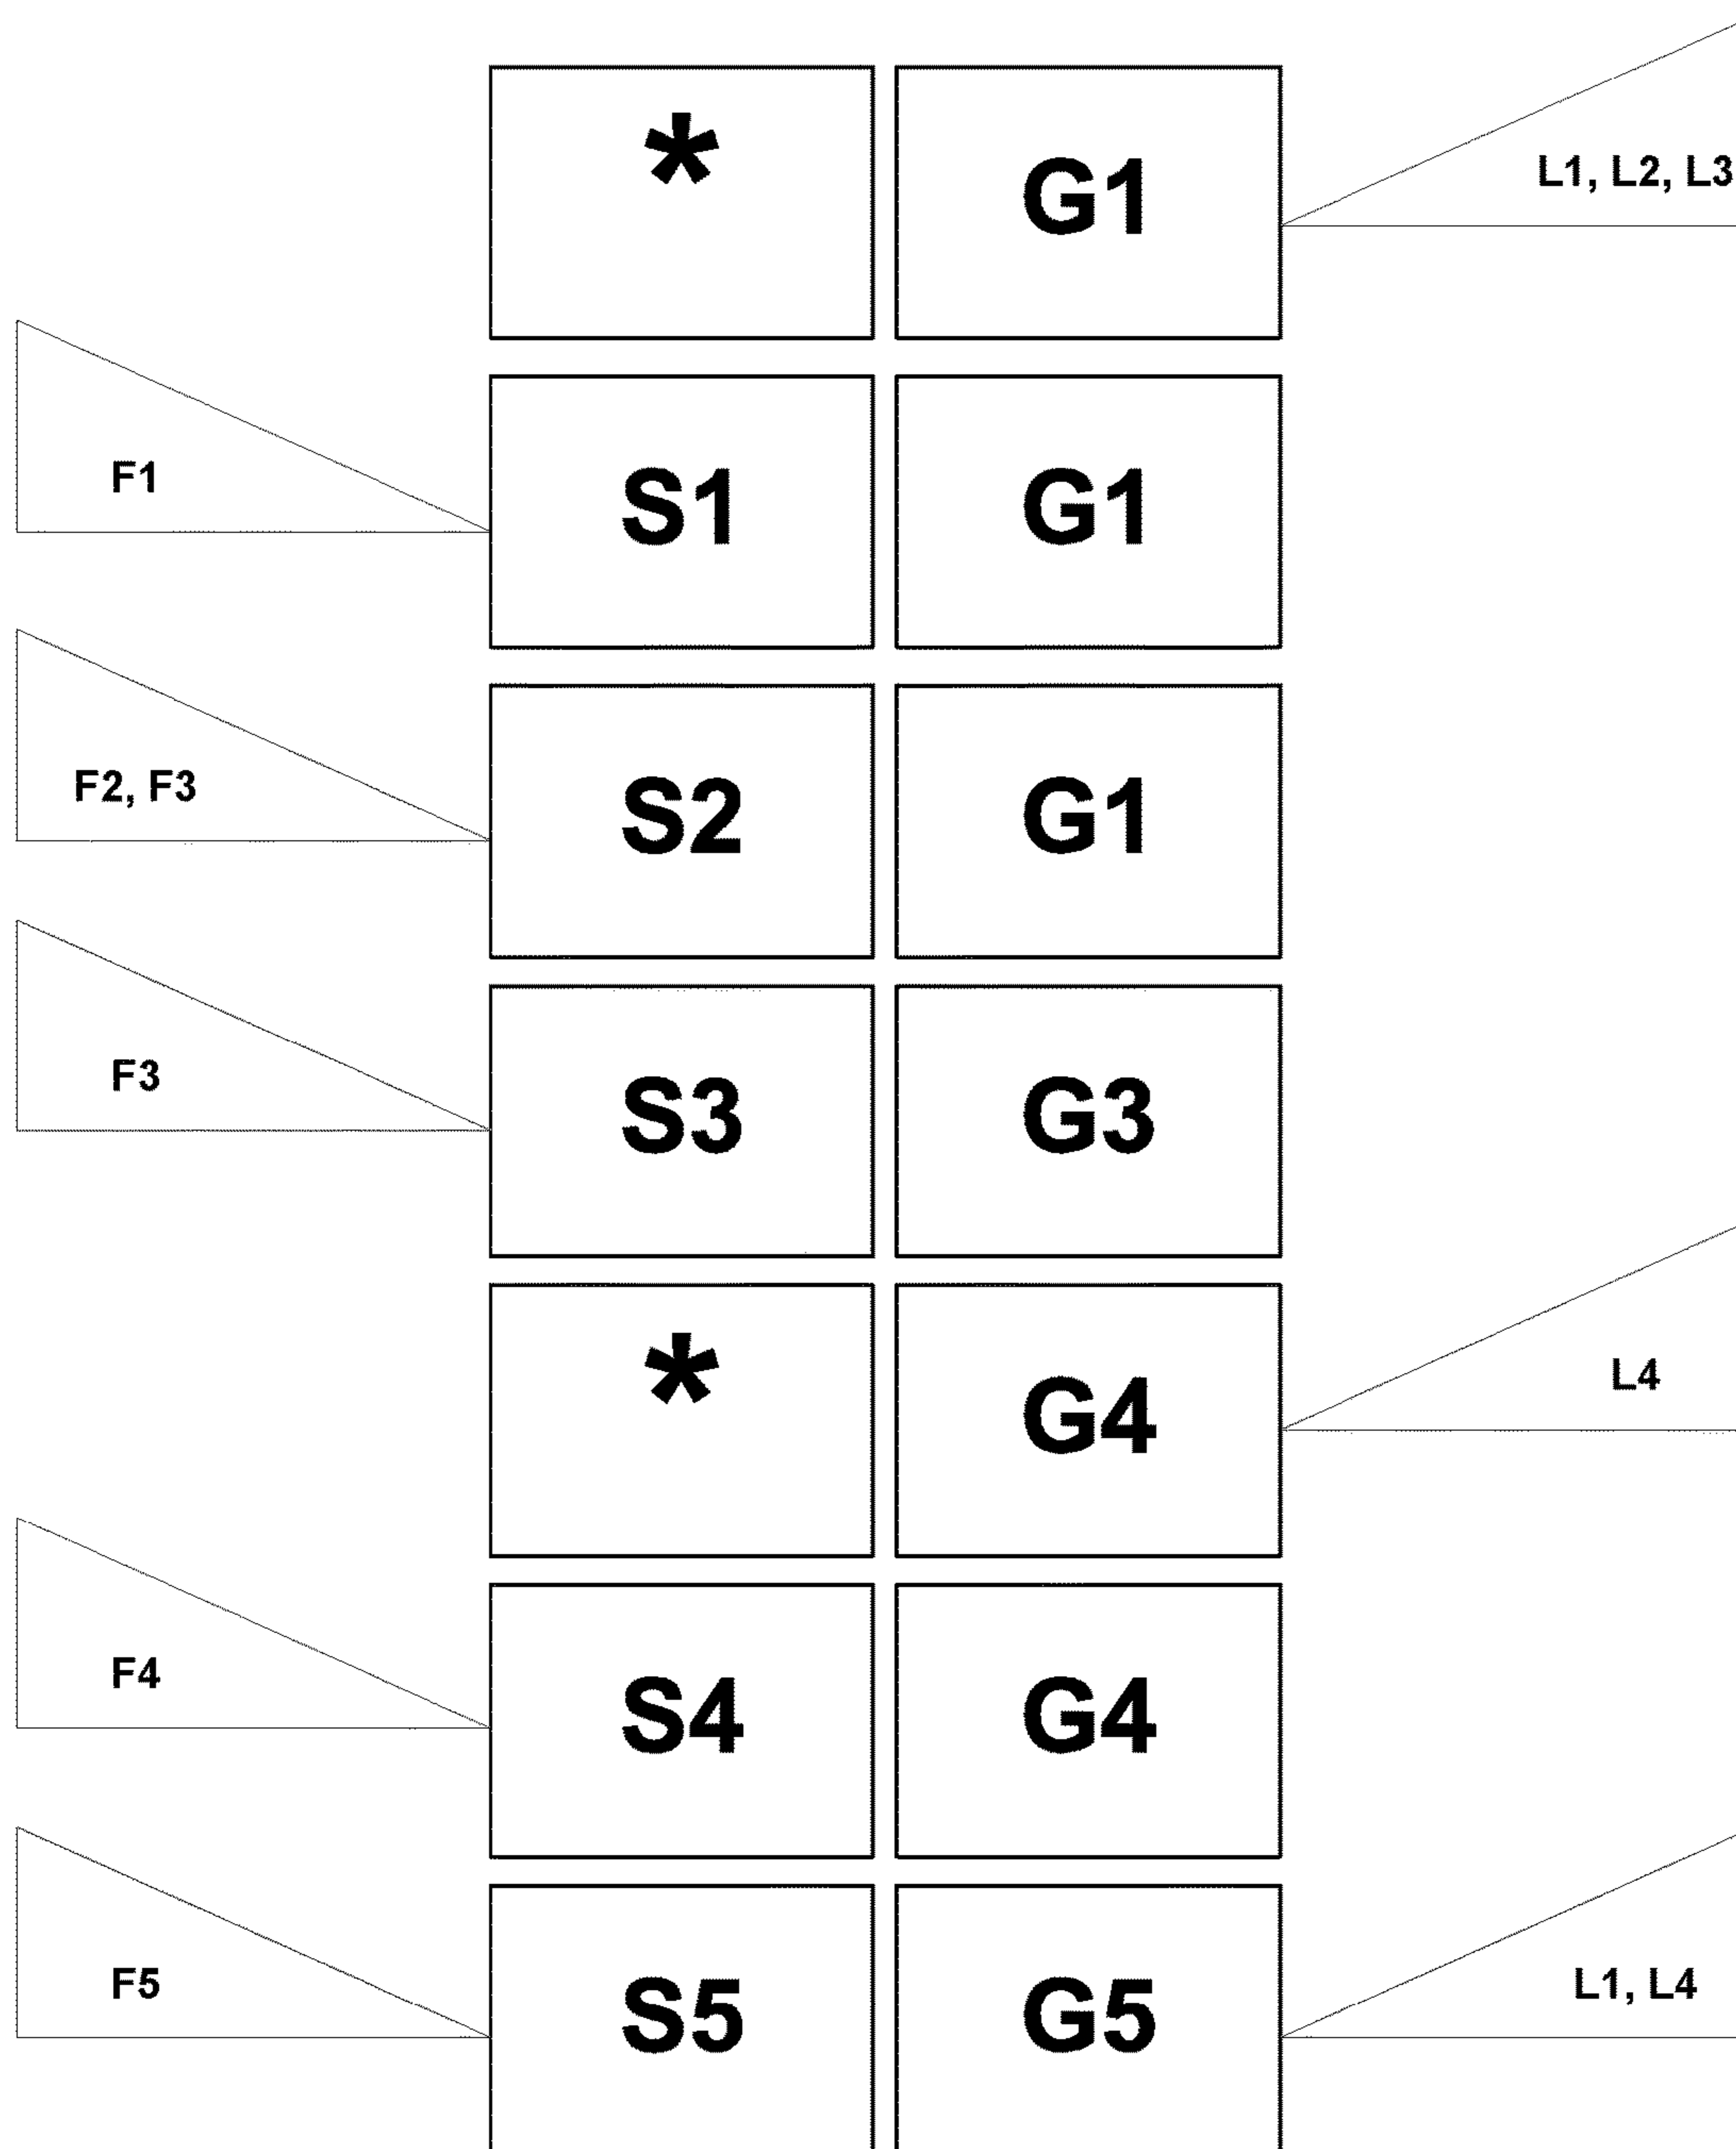 * G1 L1, L2, L3
F1 S1 G1
F2, F3 S2 G1
F3 S3 G3
* G4 L4
F4 S4 G4
F5 S5 G5 L1, L4